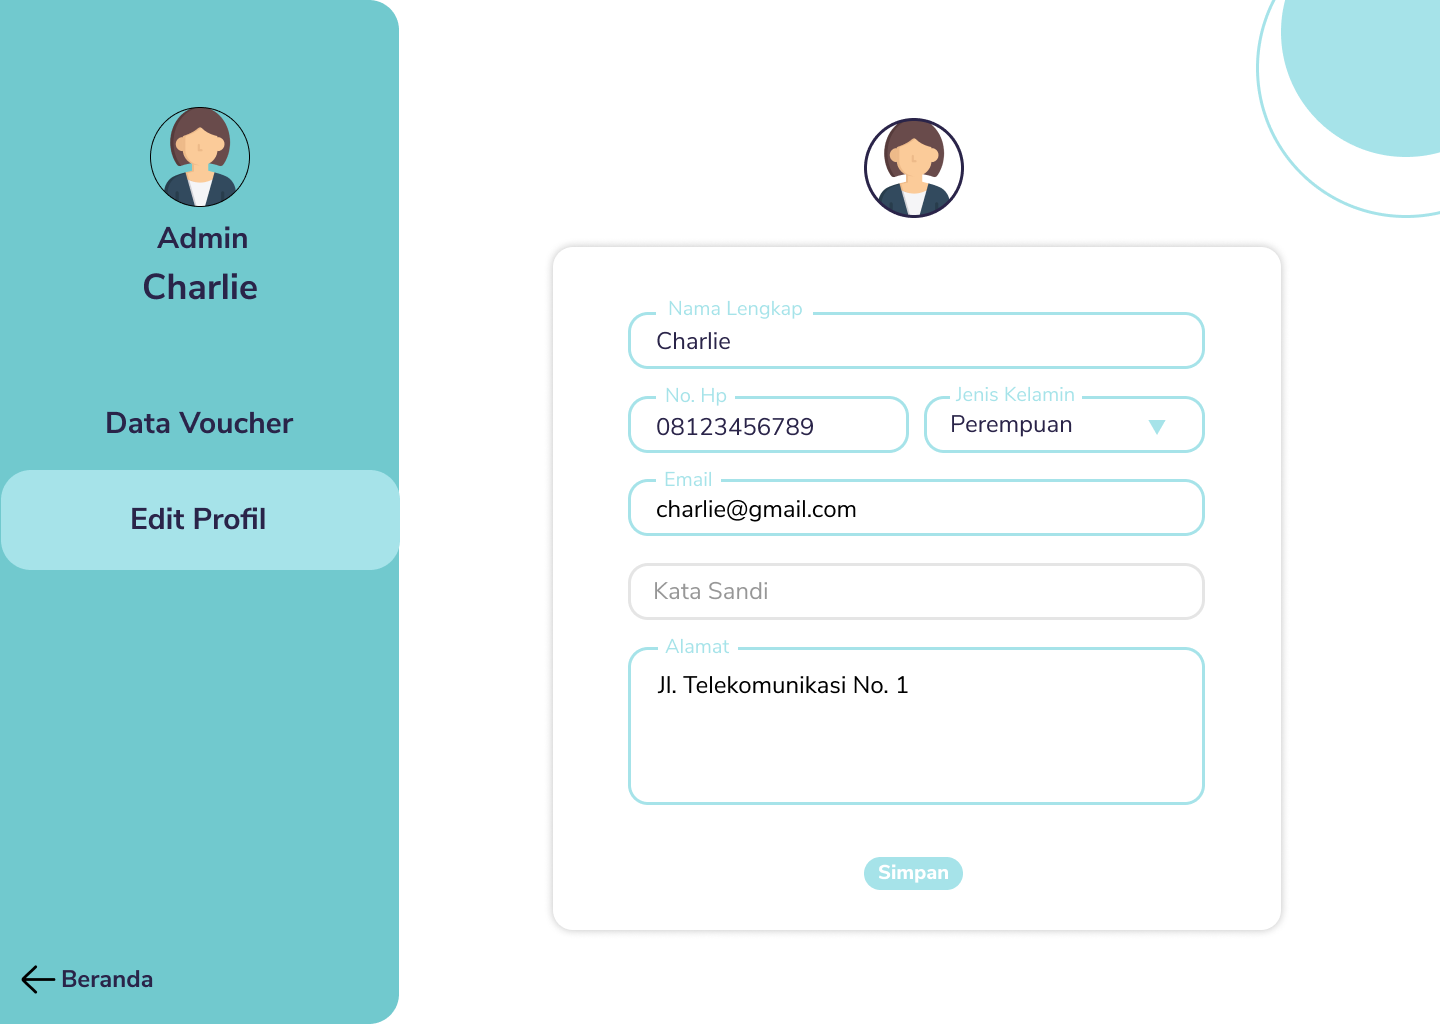 Admin
Charlie
Data Voucher
Edit Profil
Beranda
Nama Lengkap
Charlie
No. Hp
08123456789
Jenis Kelamin
Perempuan
Email
charlie@gmail.com
Kata Sandi
Alamat
Jl. Telekomunikasi No. 1
Simpan